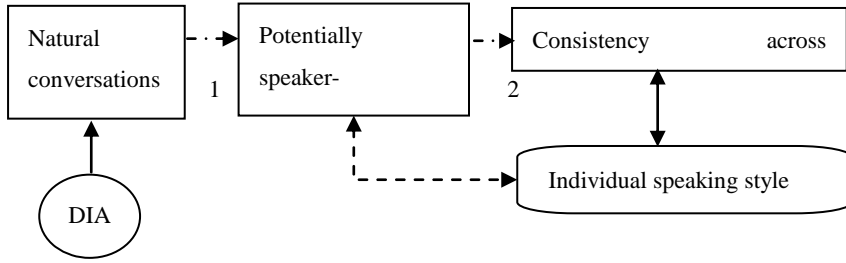 Natural
conversations
1
Potentially
speaker-
2
Consistency across
Individual speaking style
DIA